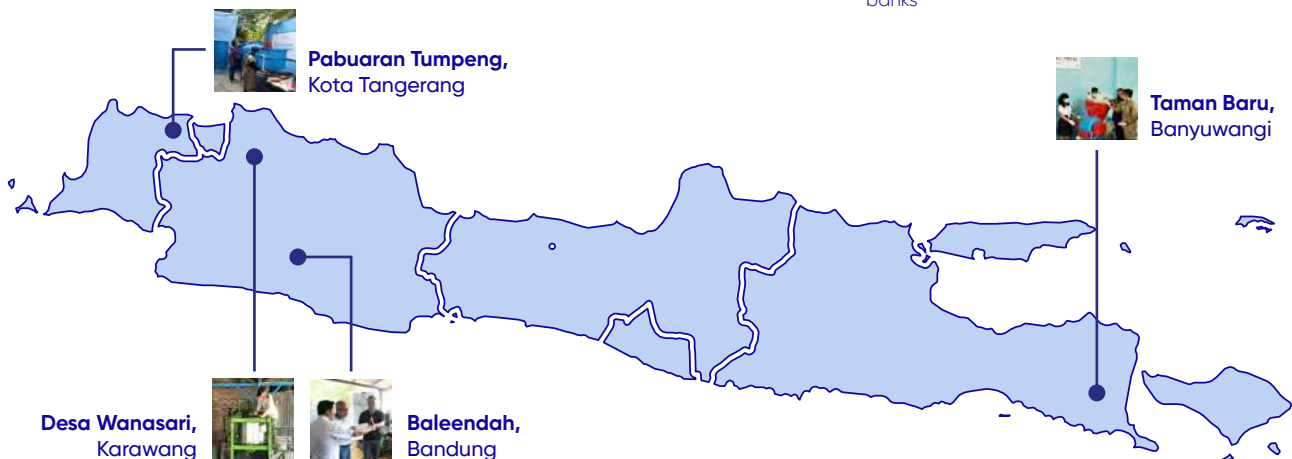 banks
Pabuaran Tumpeng,
Kota Tangerang
Taman Baru,
Banyuwangi
Desa Wanasari,
Karawang
Baleendah,
Bandung